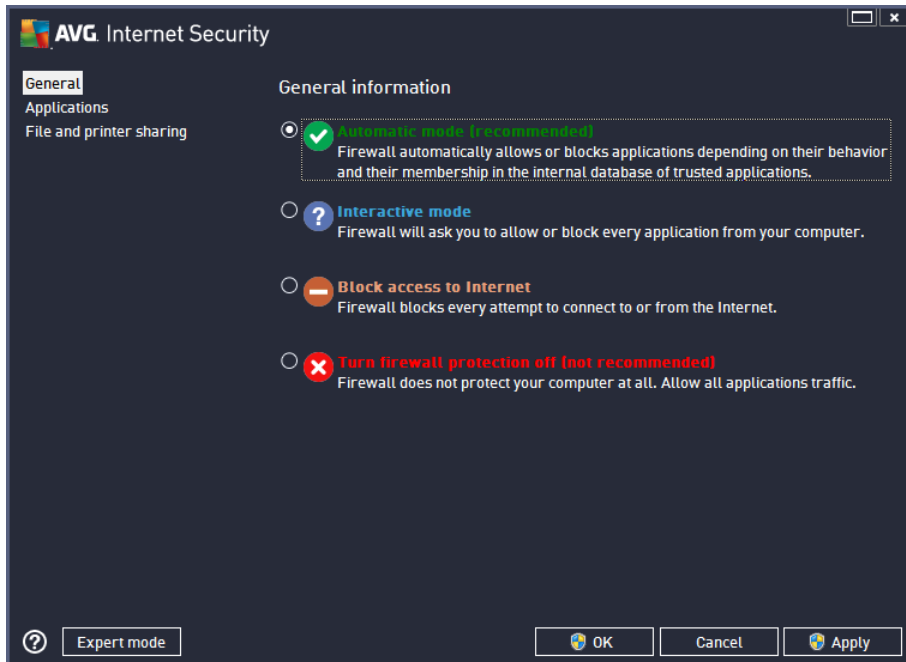 AVG. Internet Security
General
Applications
File and printer sharing
General information
Automatic mode (recommended)
Firewall automatically allows or blocks applications depending on their behavior
and their membership in the internal database of trusted applications.
Interactive mode
Firewall will ask you to allow or block every application from your computer.
Block access to Internet
Firewall blocks every attempt to connect to or from the Internet.
Turn firewall protection off (not recommended)
Firewall does not protect your computer at all. Allow all applications traffic.
Expert mode
OK
Cancel
Apply